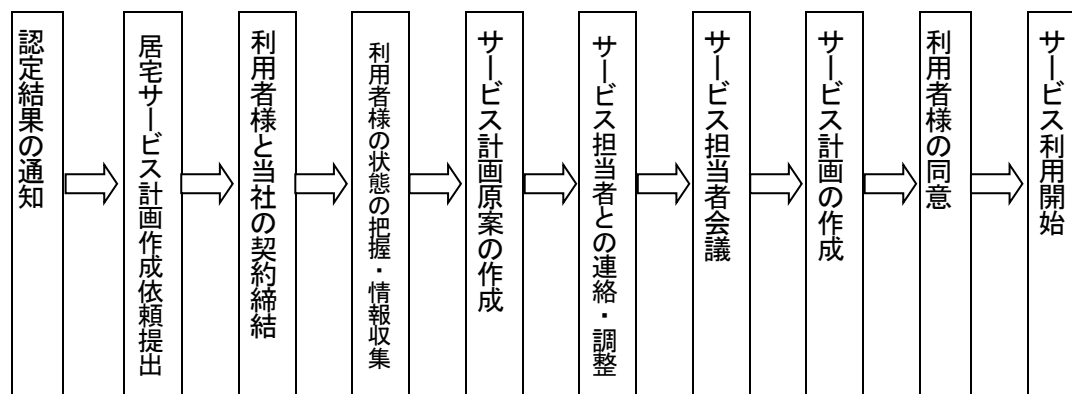 認定結果の通知
居宅サービス計画作成依頼提出
利用者様と当社の契約締結
利用者様の状態の把握・情報収集
サービス計画原案の作成
サービス担当者との連絡・調整
サービス担当者会議
サービス計画の作成
利用者様の同意
サービス利用開始